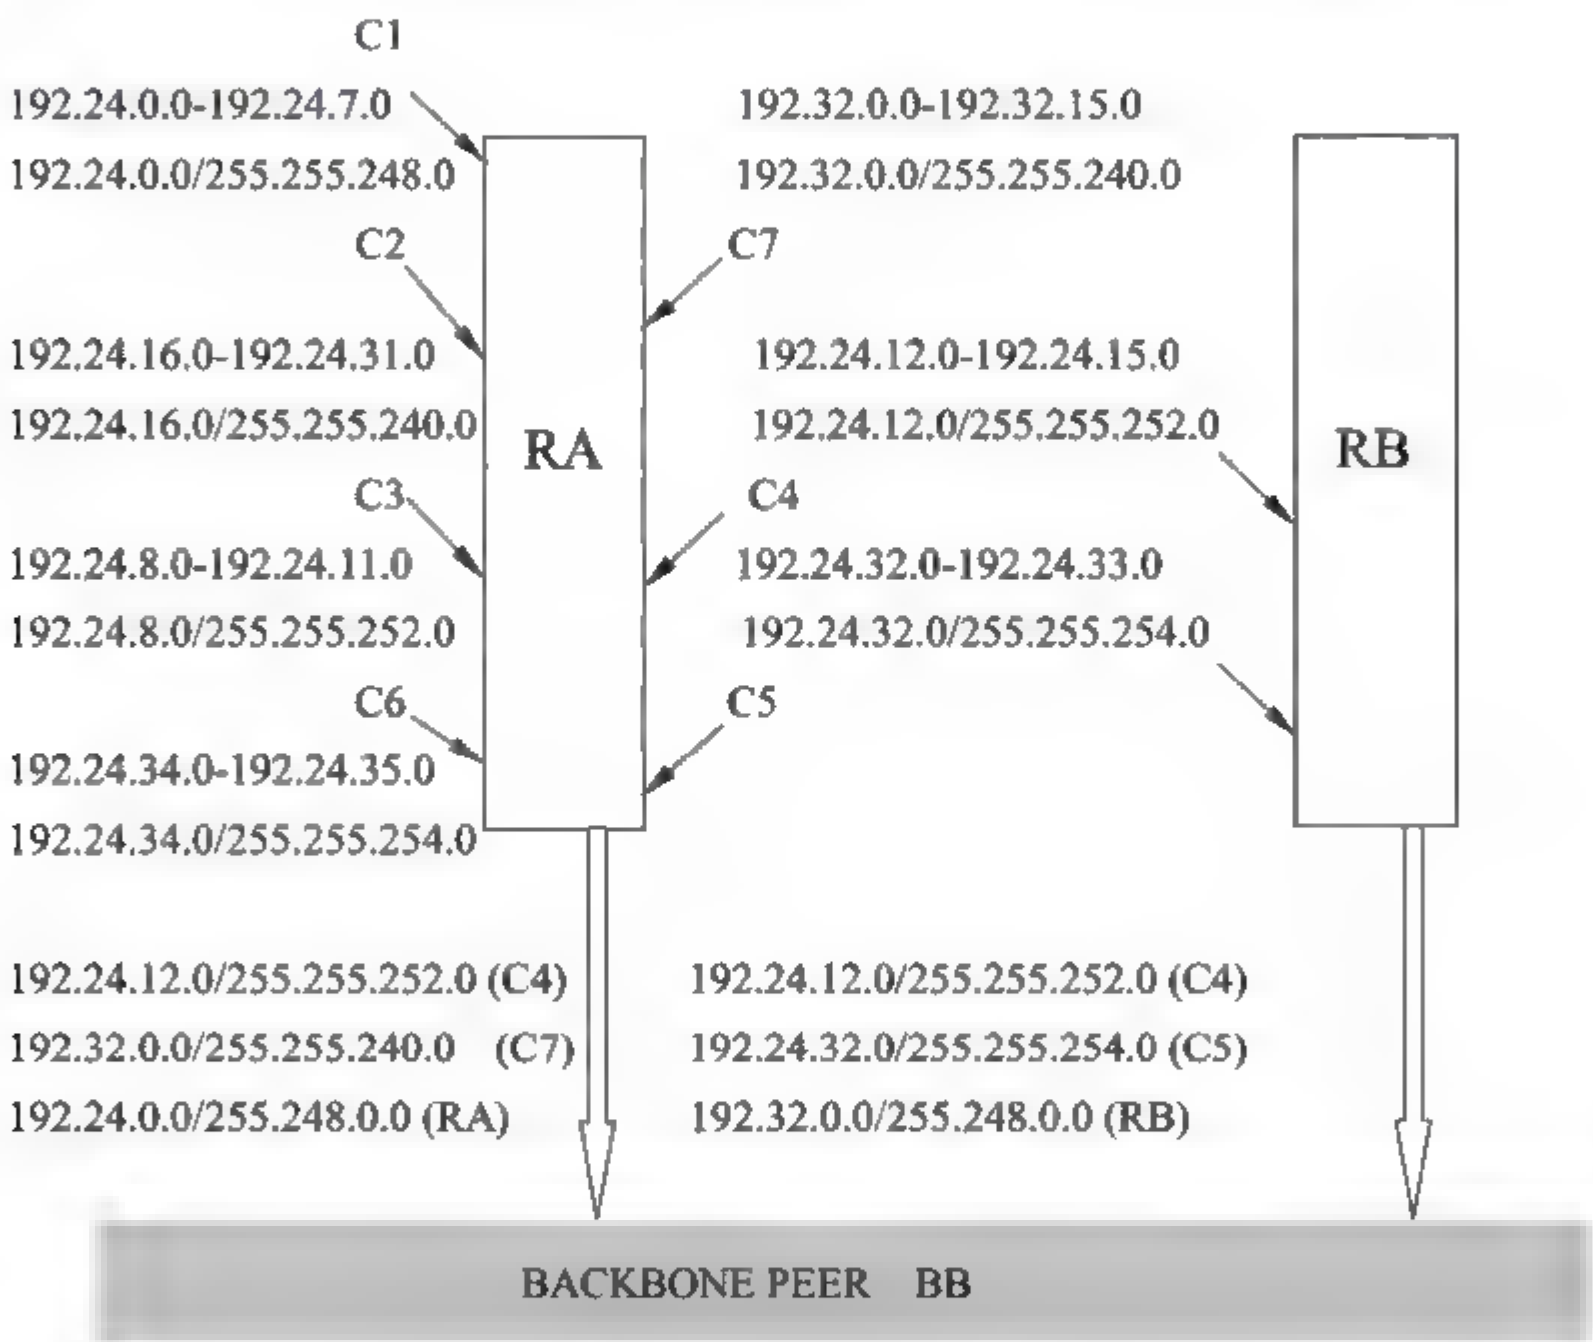 C1
192.24.0.0-192.24.7.0
192.32.0.0-192.32.15.0
192.24.0.0/255.255.248.0
192.32.0.0/255.255.240.0
C2
C7
192.24.16.0-192.24.31.0
192.24.12.0-192.24.15.0
192.24.16.0/255.255.240.0
192.24.12.0/255.255.252.0
RA
RB
C3
C4
192.24.8.0-192.24.11.0
192.24.32.0-192.24.33.0
192.24.8.0/255.255.252.0
192.24.32.0/255.255.254.0
C6
C5
192.24.34.0-192.24.35.0
192.24.34.0/255.255.254.0
192.24.12.0/255.255.252.0 (C4)
192.24.12.0/255.255.252.0 (C4)
192.32.0.0/255.255.240.0 (C7)
192.24.32.0/255.255.254.0 (C5)
192.24.0.0/255.248.0.0 (RA)
192.32.0.0/255.248.0.0 (RB)
BACKBONE PEER BB